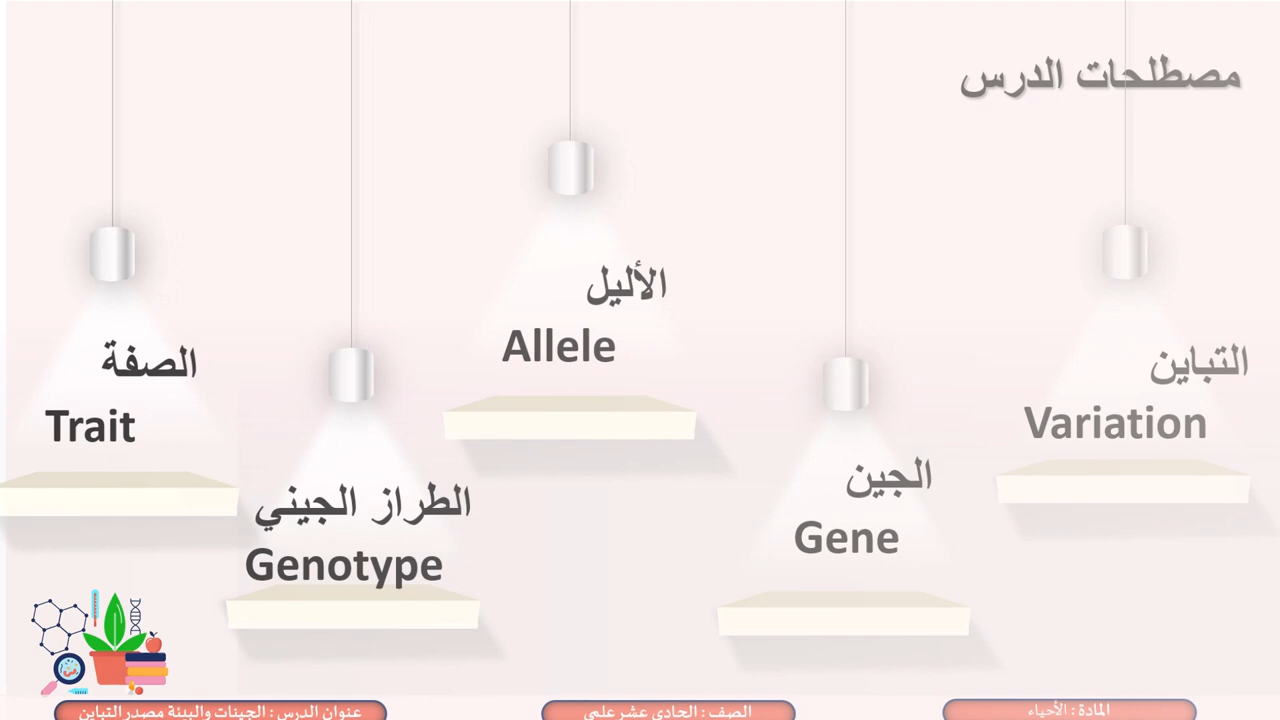 مصطلحات الدرس
التباين
Variation
الجين
Gene
الأليل
Allele
الطراز الجيني
Genotype
الصفة
Trait
المادة : الأحياء
الصف : الحادي عشر علمي
عنوان الدرس : الجينات والبيئة مصدر التباين